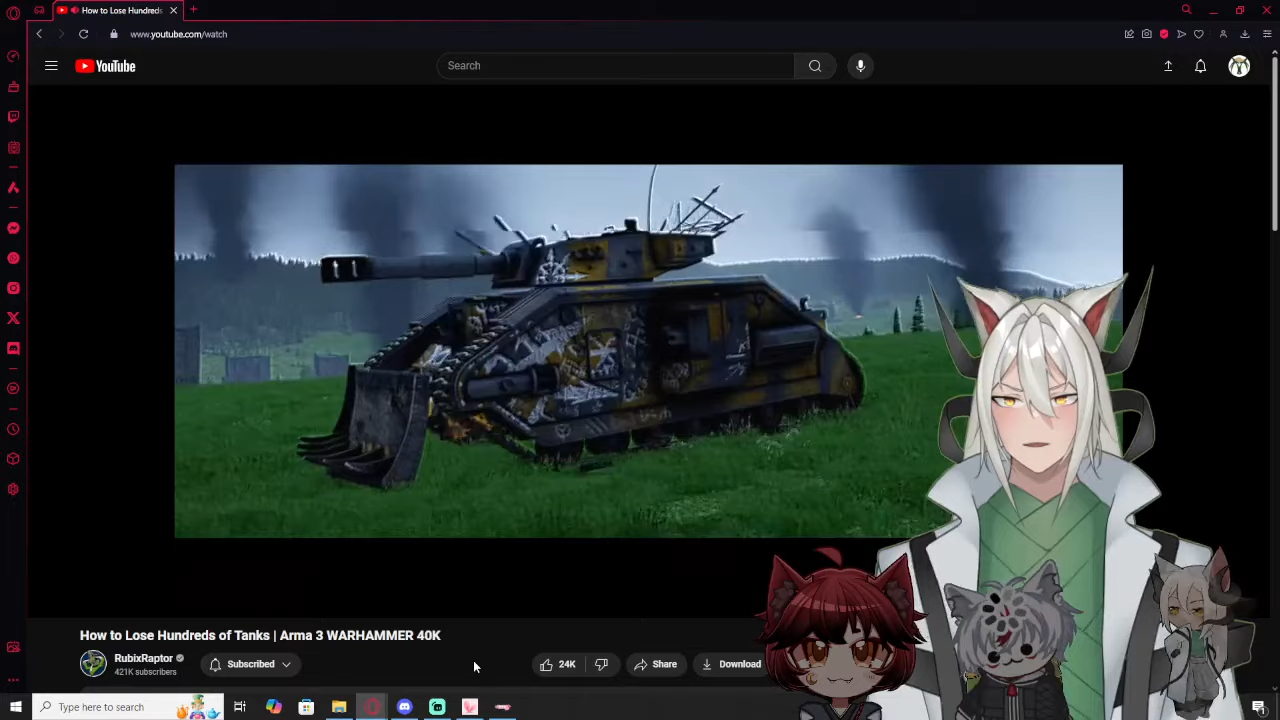 How to Lose Hundreds
www.youtube.com/watch
YouTube
Search
How to Lose Hundreds of Tanks | Arma 3 WARHAMMER 40K
RubixRaptor
421K subscribers
Subscribed
24K
Share
Download
Type here to search